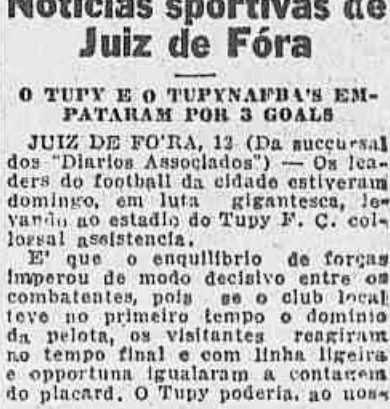 Noticias sportivas de
Juiz de Fóra
O TUPY E O TUPYNAFBA'S EM-
PATARAM POR 3 GOALS
JUIZ DE FO'RA, 12 (Da succursal
dos "Diarios Associados") — Os lea-
ders do football da cidade estiveram
domingo, em luta gigantesca, le-
vando ao estadio do Tupy F. C. col-
lossal assistencia.
E' que o enquilibrio de forças
imperou de modo decisivo entre os
combatentes, pois se o club local
teve no primeiro tempo o dominio
da pelota, os visitantes reagiram
no tempo final e com linha ligeira
e opportuna igualaram a contagem
do placard. O Tupy poderia, ao nos-